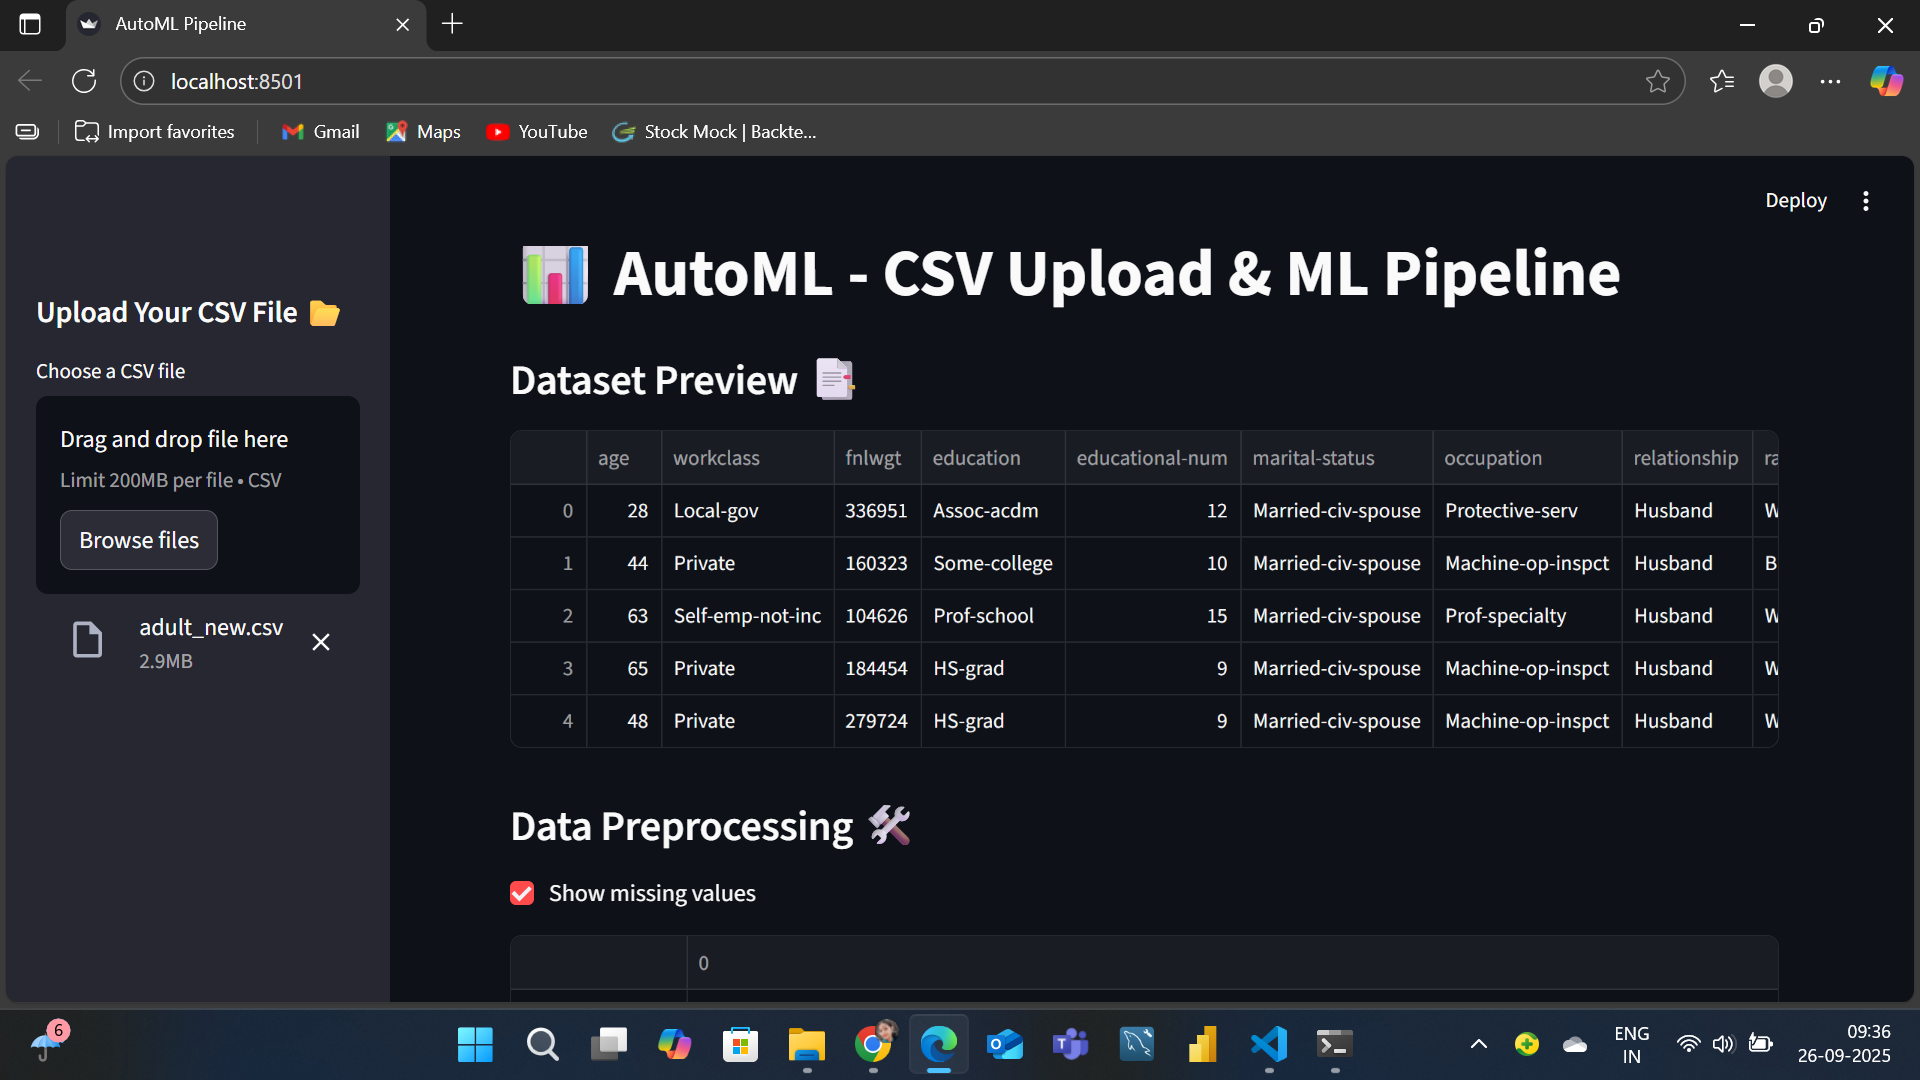 AutoML Pipeline
localhost:8501
Import favorites
Gmail
Maps
YouTube
Stock Mock | Backte...
Deploy
Upload Your CSV File
Choose a CSV file
Drag and drop file here
Limit 200MB per file • CSV
Browse files
adult_new.csv
2.9MB
AutoML - CSV Upload & ML Pipeline
Dataset Preview
age workclass fnlwgt education educational-num marital-status occupation relationship ra
0 28 Local-gov 336951 Assoc-acdm 12 Married-civ-spouse Protective-serv Husband W
1 44 Private 160323 Some-college 10 Married-civ-spouse Machine-op-inspct Husband B
2 63 Self-emp-not-inc 104626 Prof-school 15 Married-civ-spouse Prof-specialty Husband W
3 65 Private 184454 HS-grad 9 Married-civ-spouse Machine-op-inspct Husband W
4 48 Private 279724 HS-grad 9 Married-civ-spouse Machine-op-inspct Husband W
Data Preprocessing
Show missing values
0
6
ENG
IN
09:36
26-09-2025